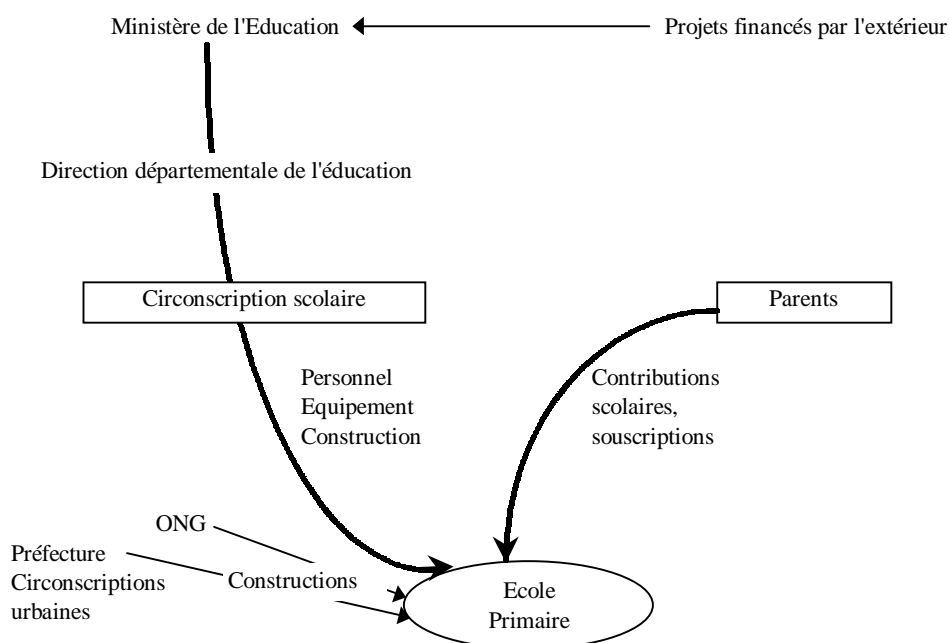 Ministère de l'Education
Projets financés par l'extérieur
Direction départementale de l'éducation
Circonscription scolaire
Parents
Personnel
Equipement
Construction
Contributions
scolaires,
souscriptions
ONG
Préfecture
Circonscriptions
urbaines
Constructions
Ecole
Primaire